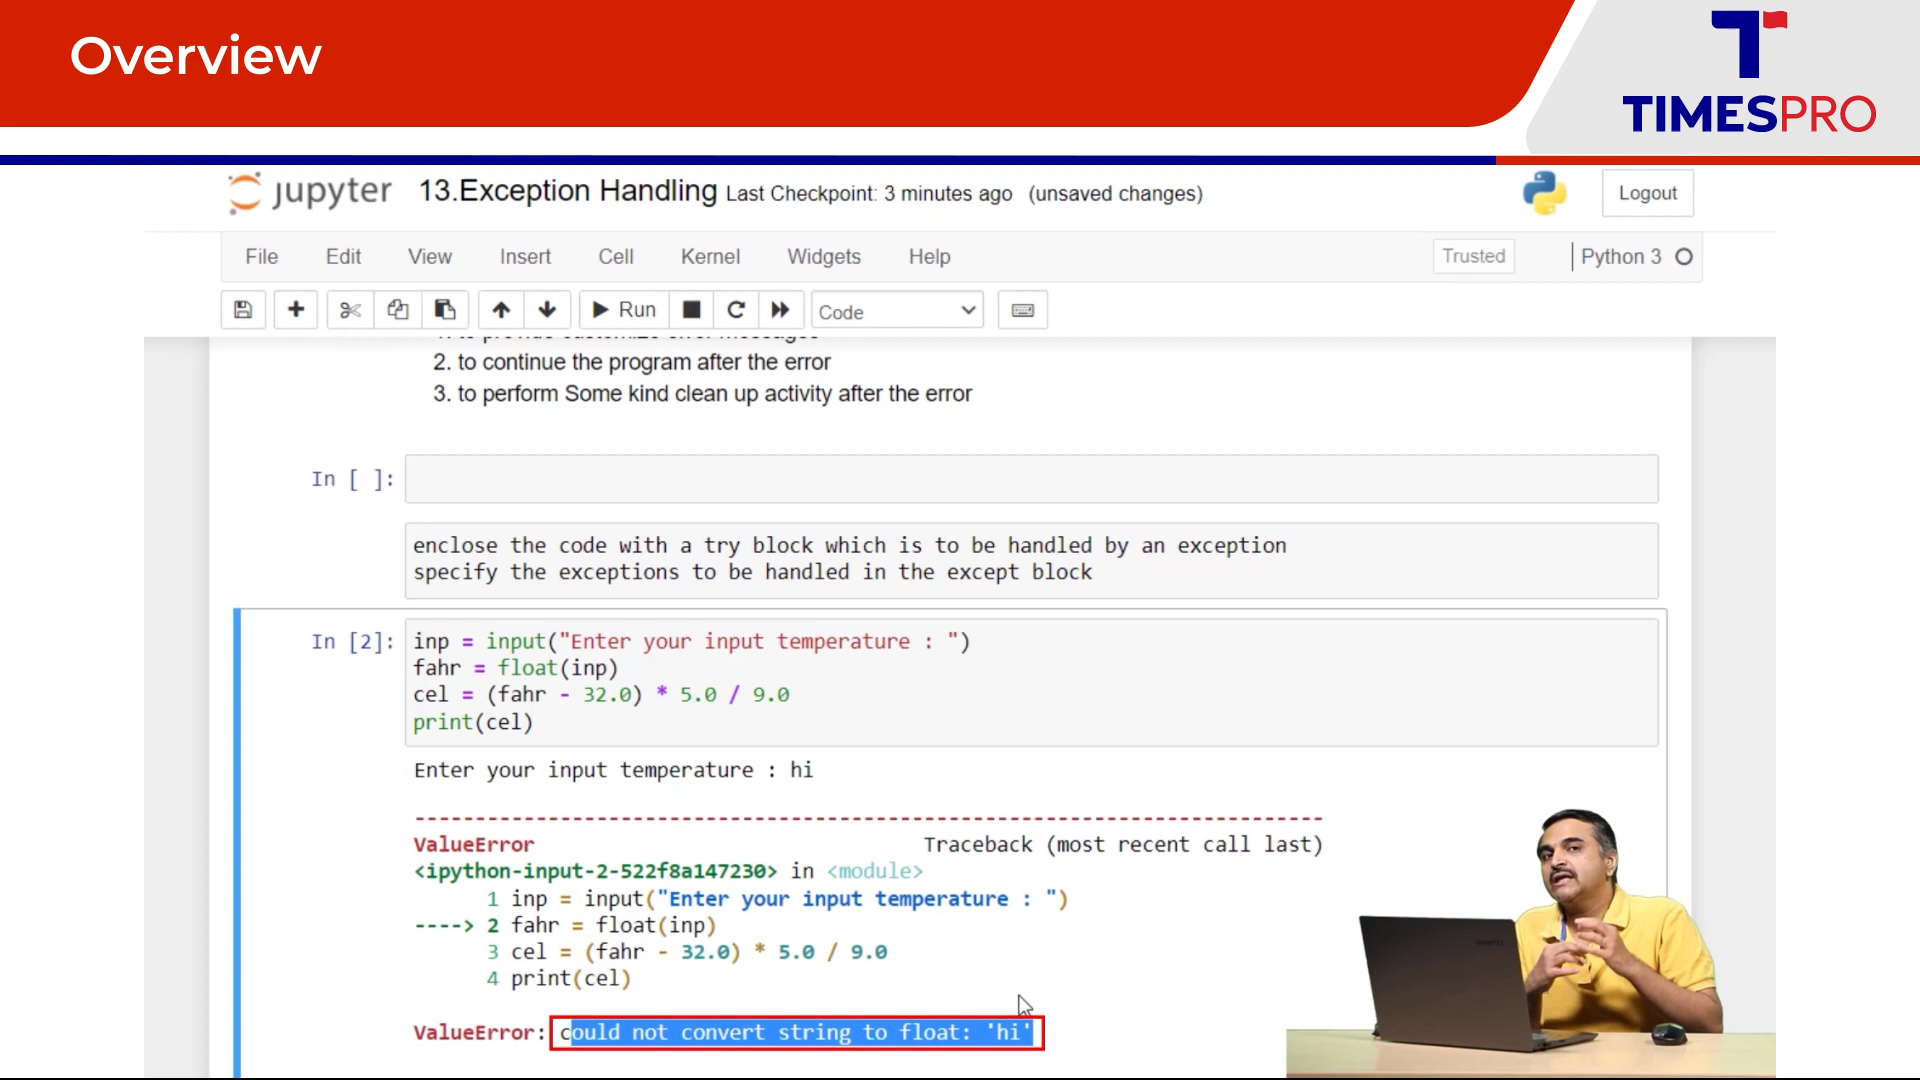 Overview
TIMESPRO
jupyter 13.Exception Handling Last Checkpoint: 3 minutes ago (unsaved changes)
Logout
File Edit View Insert Cell Kernel Widgets Help
Trusted
Python 3
Run
Code
1. to provide customize error messages
2. to continue the program after the error
3. to perform Some kind clean up activity after the error
In [ ]:
enclose the code with a try block which is to be handled by an exception
specify the exceptions to be handled in the except block
In [2]: inp = input("Enter your input temperature : ")
fahr = float(inp)
cel = (fahr - 32.0) * 5.0 / 9.0
print(cel)
Enter your input temperature : hi
---------------------------------------------------------------------------
ValueError Traceback (most recent call last)
<ipython-input-2-522f8a147230> in <module>
1 inp = input("Enter your input temperature : ")
----> 2 fahr = float(inp)
3 cel = (fahr - 32.0) * 5.0 / 9.0
4 print(cel)
ValueError: could not convert string to float: 'hi'